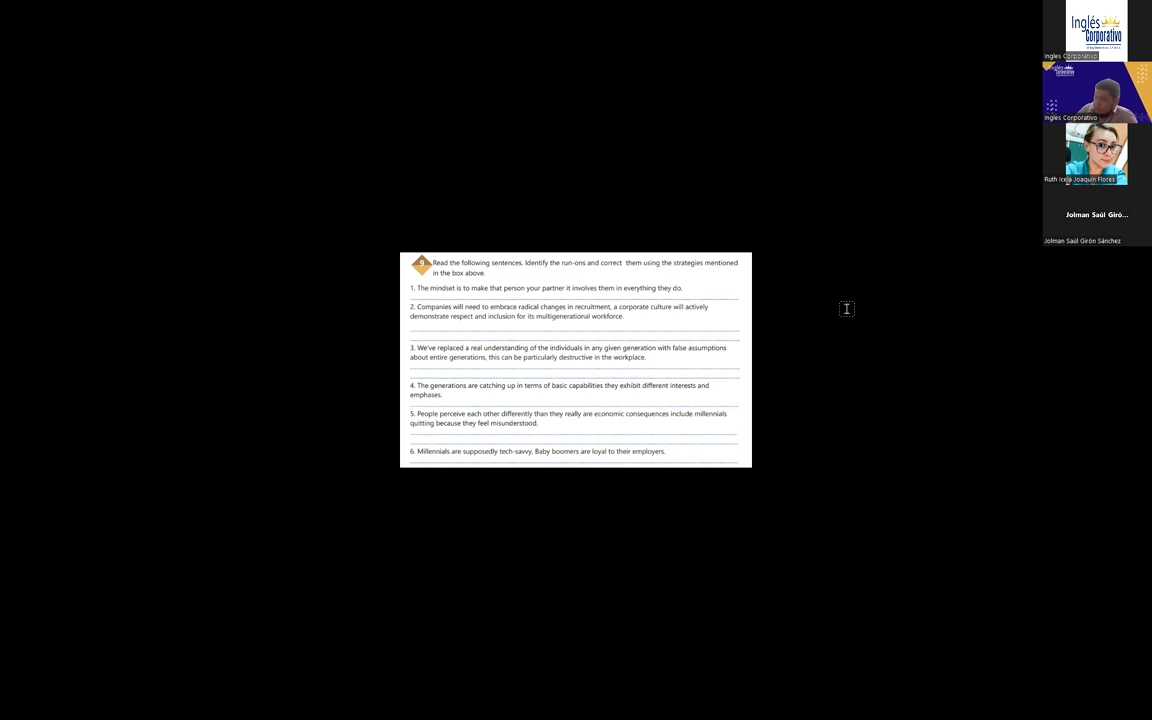 9 Read the following sentences. Identify the run-ons and correct them using the strategies mentioned
in the box above.
1. The mindset is to make that person your partner it involves them in everything they do.
2. Companies will need to embrace radical changes in recruitment, a corporate culture will actively
demonstrate respect and inclusion for its multigenerational workforce.
3. We've replaced a real understanding of the individuals in any given generation with false assumptions
about entire generations, this can be particularly destructive in the workplace.
4. The generations are catching up in terms of basic capabilities they exhibit different interests and
emphases.
5. People perceive each other differently than they really are economic consequences include millennials
quitting because they feel misunderstood.
6. Millennials are supposedly tech-savvy, Baby boomers are loyal to their employers.
Inglés
Corporativo
Ingles Corporativo
Inglés
Corporativo
Ingles Corporativo
Ruth Icela Joaquin Flores
Jolman Saúl Giró...
Jolman Saúl Girón Sánchez